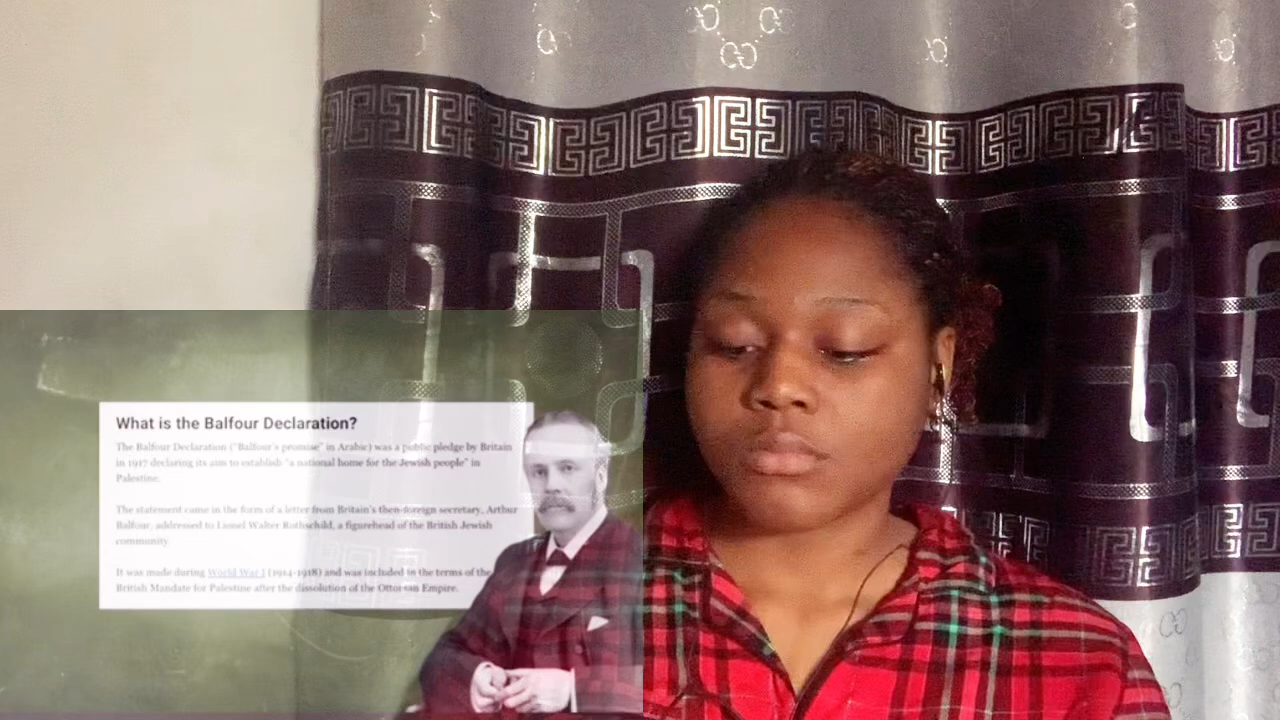 What is the Balfour Declaration?
The Balfour Declaration ("Balfour's promise" in Arabic) was a public pledge by Britain
in 1917 declaring its aim to establish "a national home for the Jewish people" in
Palestine.
The statement came in the form of a letter from Britain's then-foreign secretary, Arthur
Balfour, addressed to Lionel Walter Rothschild, a figurehead of the British Jewish
community.
It was made during World War I (1914-1918) and was included in the terms of the
British Mandate for Palestine after the dissolution of the Ottoman Empire.